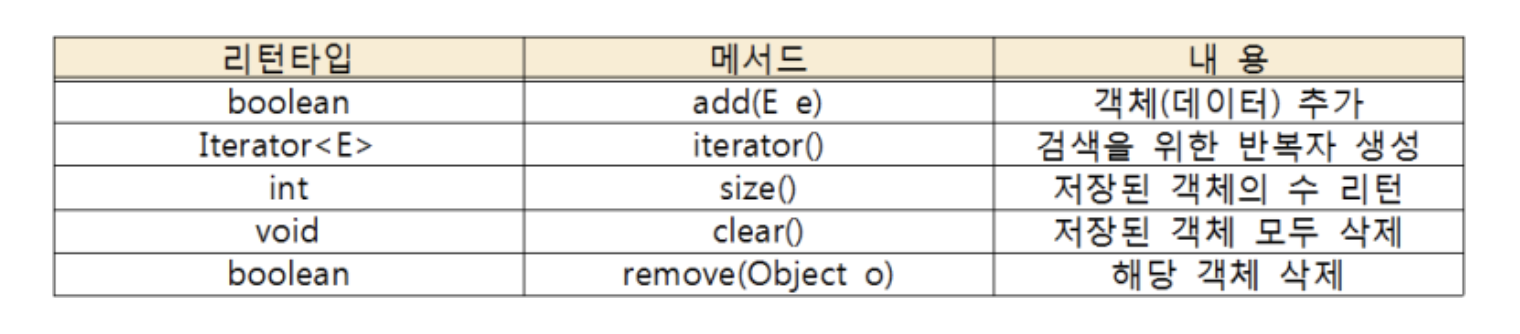 리턴타입 메서드 내 용
boolean add(E e) 객체(데이터) 추가
Iterator<E> iterator() 검색을 위한 반복자 생성
int size() 저장된 객체의 수 리턴
void clear() 저장된 객체 모두 삭제
boolean remove(Object o) 해당 객체 삭제